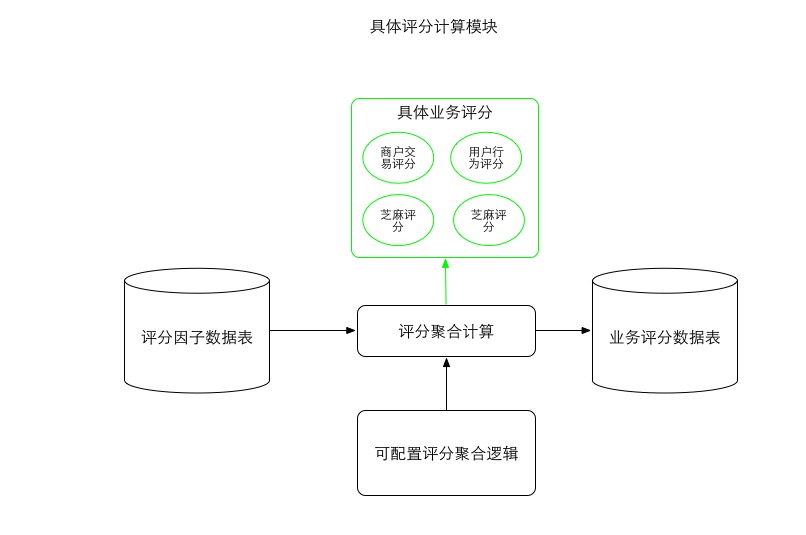 具体评分计算模块
具体业务评分
商户交
易评分
用户行
为评分
芝麻评
分
芝麻评
分
评分因子数据表
评分聚合计算
业务评分数据表
可配置评分聚合逻辑